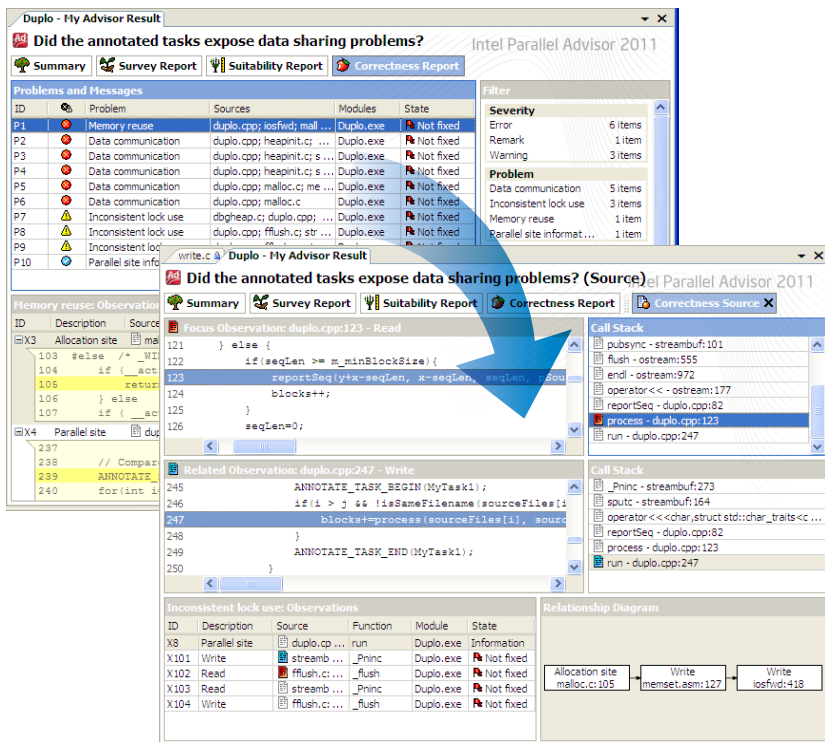 Duplo - My Advisor Result
Did the annotated tasks expose data sharing problems?
Intel Parallel Advisor 2011
Summary Survey Report Suitability Report Correctness Report
Problems and Messages
ID Problem Sources Modules State
P1 Memory reuse duplo.cpp; iosfwd; mall ... Duplo.exe Not fixed
P2 Data communication duplo.cpp; heapinit.c; ... Duplo.exe Not fixed
P3 Data communication duplo.cpp; heapinit.c; s ... Duplo.exe Not fixed
P4 Data communication duplo.cpp; heapinit.c; s ... Duplo.exe Not fixed
P5 Data communication duplo.cpp; malloc.c; me ... Duplo.exe Not fixed
P6 Data communication duplo.cpp; malloc.c Duplo.exe Not fixed
P7 Inconsistent lock use dbgheap.c; duplo.cpp; ... Duplo.exe Not fixed
P8 Inconsistent lock use duplo.cpp; fflush.c; str ... Duplo.exe Not fixed
P9 Inconsistent loc
P10 Parallel site info
Filter
Severity
Error 6 items
Remark 1 item
Warning 3 items
Problem
Data communication 5 items
Inconsistent lock use 3 items
Memory reuse 1 item
Parallel site informat ... 1 item
Memory reuse: Observation
ID Description Source
X3 Allocation site mal
103 #else /* _WI
104 if (__act
105 retur
106 } else
107 if ( __ac
X4 Parallel site dup
237
238 // Compar
239 ANNOTATE_
240 for(int i
write.c Duplo - My Advisor Result
Did the annotated tasks expose data sharing problems? (Source)
el Parallel Advisor 2011
Summary Survey Report Suitability Report Correctness Report Correctness Source
Focus Observation: duplo.cpp:123 - Read
121 } else {
122 if(seqLen >= m_minBlockSize){
123 reportSeq(y+x-seqLen, x-seqLen, seqLen, pSou
124 blocks++;
125 }
126 seqLen=0;
Call Stack
pubsync - streambuf:101
flush - ostream:555
endl - ostream:972
operator<< - ostream:177
reportSeq - duplo.cpp:82
process - duplo.cpp:123
run - duplo.cpp:247
Related Observation: duplo.cpp:247 - Write
245 ANNOTATE_TASK_BEGIN(MyTask1);
246 if(i > j && !isSameFilename(sourceFiles[i
247 blocks+=process(sourceFiles[i], sourc
248 }
249 ANNOTATE_TASK_END(MyTask1);
250 }
Call Stack
_Pninc - streambuf:273
sputc - streambuf:164
operator<<<char,struct std::char_traits<c ...
reportSeq - duplo.cpp:82
process - duplo.cpp:123
run - duplo.cpp:247
Inconsistent lock use: Observations
ID Description Source Function Module State
X8 Parallel site duplo.cp ... run Duplo.exe Information
X101 Write streamb ... _Pninc Duplo.exe Not fixed
X102 Read fflush.c: ... _flush Duplo.exe Not fixed
X103 Read streamb ... _Pninc Duplo.exe Not fixed
X104 Write fflush.c: ... _flush Duplo.exe Not fixed
Relationship Diagram
Allocation site
malloc.c:105
Write
memset.asm:127
Write
iosfwd:418